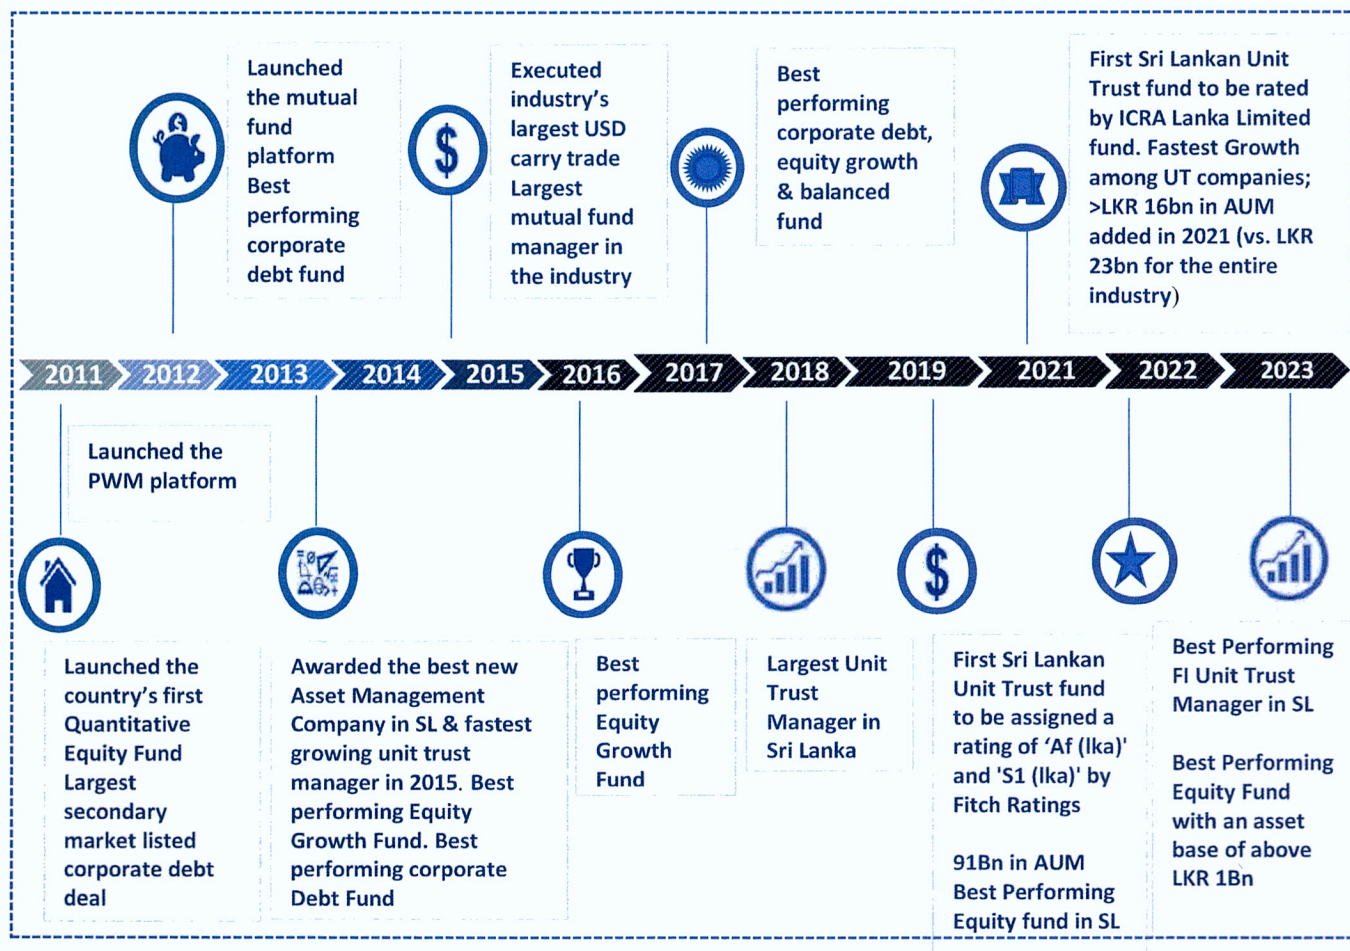 Launched
the mutual
fund
platform
Best
performing
corporate
debt fund
Executed
industry's
largest USD
carry trade
Largest
mutual fund
manager in
the industry
Best
performing
corporate debt,
equity growth
& balanced
fund
First Sri Lankan Unit
Trust fund to be rated
by ICRA Lanka Limited
fund. Fastest Growth
among UT companies;
>LKR 16bn in AUM
added in 2021 (vs. LKR
23bn for the entire
industry)
2011 2012 2013 2014 2015 2016 2017 2018 2019 2021 2022 2023
Launched the
PWM platform
Launched the
country's first
Quantitative
Equity Fund
Largest
secondary
market listed
corporate debt
deal
Awarded the best new
Asset Management
Company in SL & fastest
growing unit trust
manager in 2015. Best
performing Equity
Growth Fund. Best
performing corporate
Debt Fund
Best
performing
Equity
Growth
Fund
Largest Unit
Trust
Manager in
Sri Lanka
First Sri Lankan
Unit Trust fund
to be assigned a
rating of ‘Af (lka)'
and 'S1 (lka)' by
Fitch Ratings
91Bn in AUM
Best Performing
Equity fund in SL
Best Performing
FI Unit Trust
Manager in SL
Best Performing
Equity Fund
with an asset
base of above
LKR 1Bn